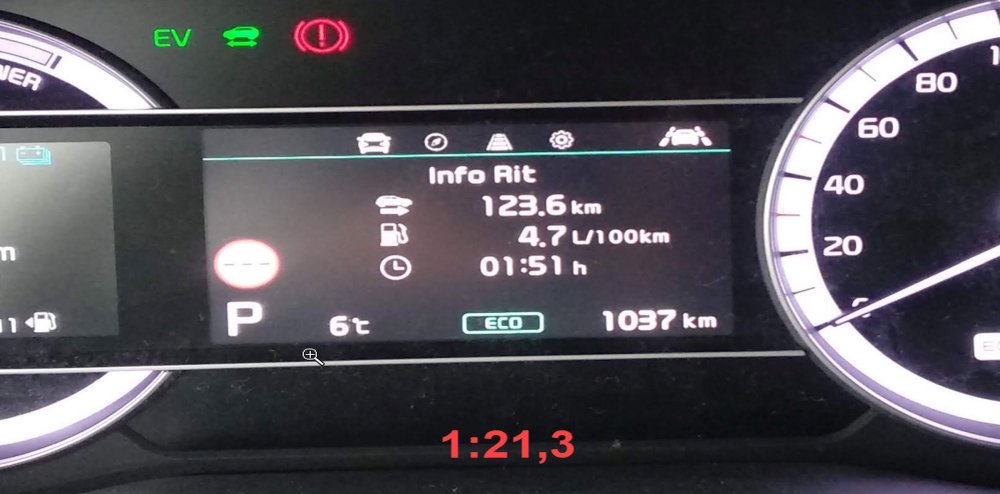 EV
80
60
40
20
Info Rit
123.6 km
4.7 L/100km
01:51 h
P
6°C
ECO
1037 km
1:21,3